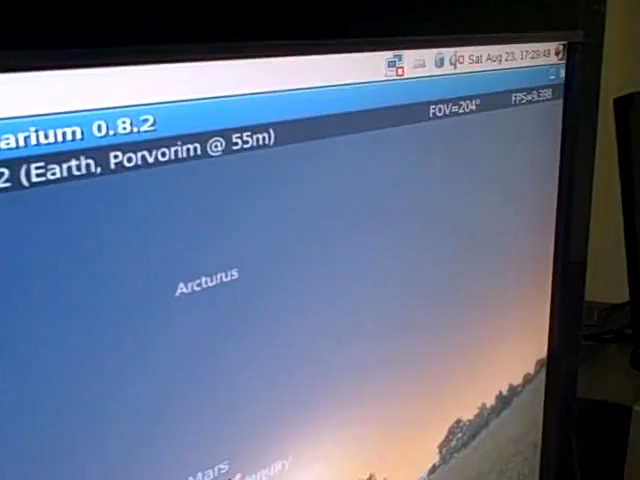 Sat Aug 23, 17:29:48
arium 0.8.2
2 (Earth, Porvorim @ 55m) FOV=204° FPS=9.398
Arcturus
Mars